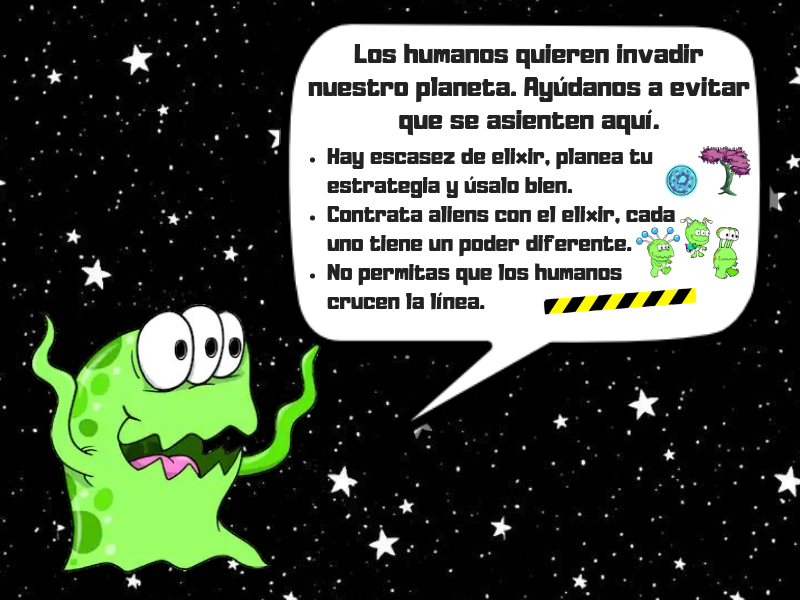 Los humanos quieren invadir
nuestro planeta. Ayúdanos a evitar
que se asienten aquí.
• Hay escasez de elixir, planea tu
estrategia y úsalo bien.
• Contrata aliens con el elixir, cada
uno tiene un poder diferente.
• No permitas que los humanos
crucen la línea.